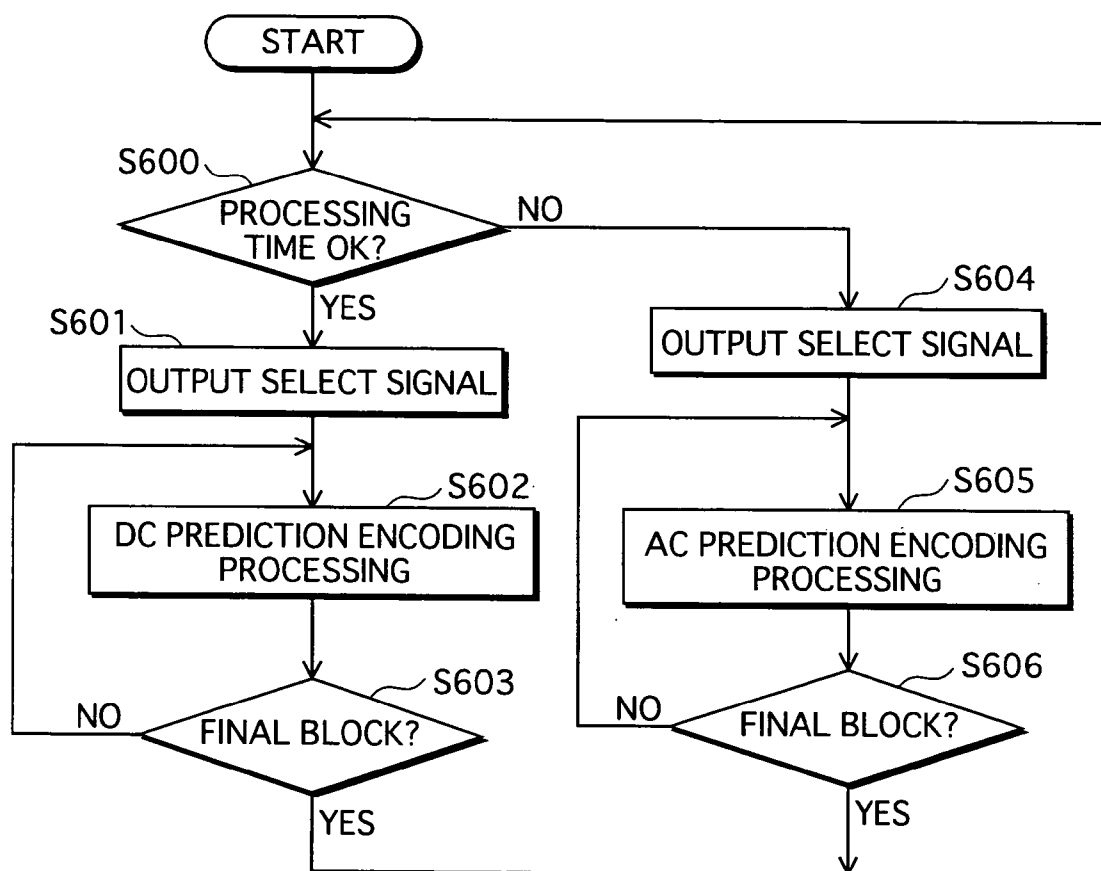 START
S600
PROCESSING
TIME OK?
NO
YES
S601
OUTPUT SELECT SIGNAL
S602
DC PREDICTION ENCODING
PROCESSING
S603
FINAL BLOCK?
NO
YES
S604
OUTPUT SELECT SIGNAL
S605
AC PREDICTION ENCODING
PROCESSING
S606
FINAL BLOCK?
NO
YES